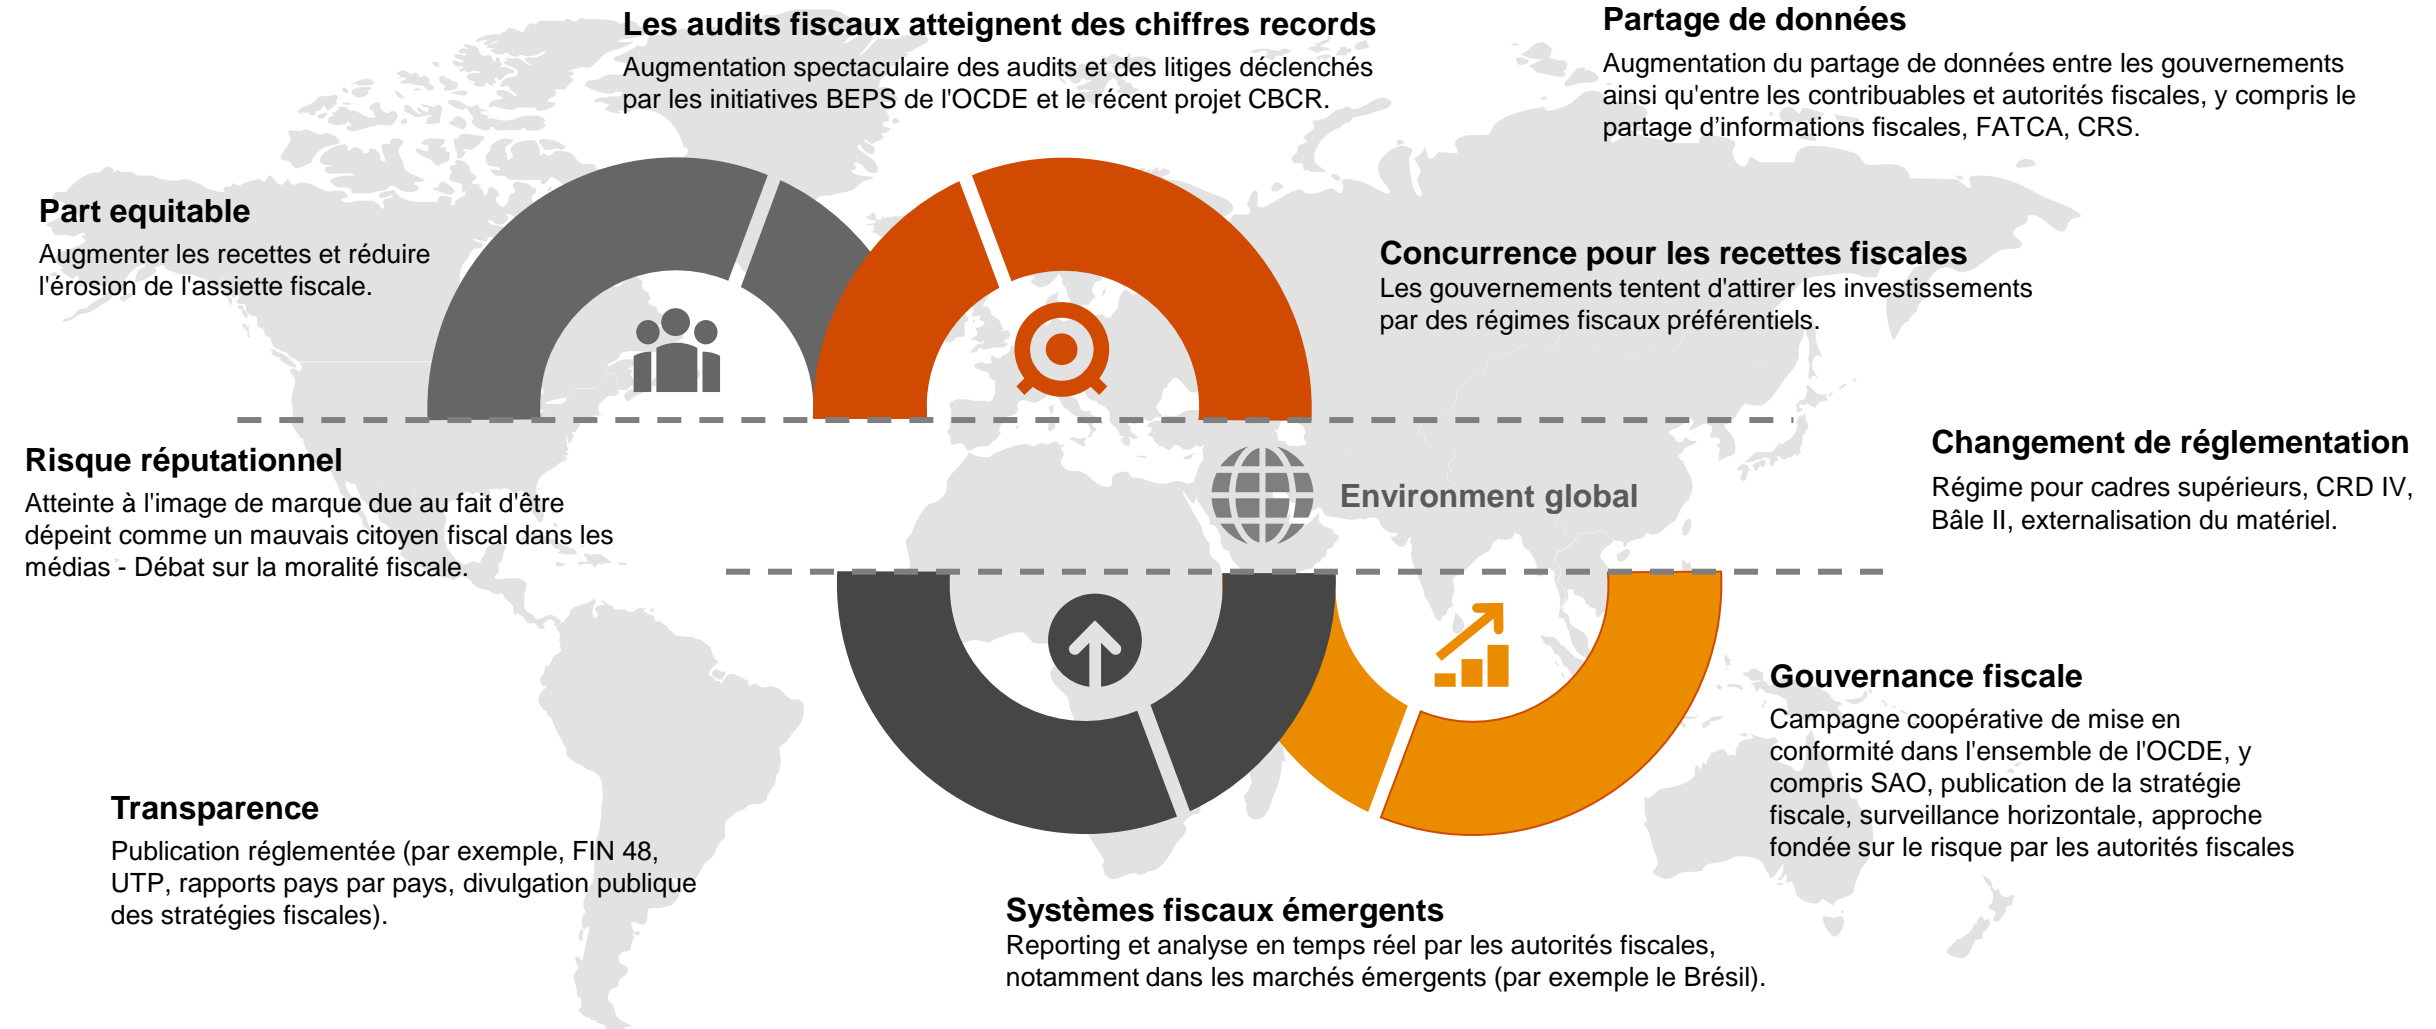 Les audits fiscaux atteignent des chiffres records
Augmentation spectaculaire des audits et des litiges déclenchés
par les initiatives BEPS de l'OCDE et le récent projet CBCR.
Partage de données
Augmentation du partage de données entre les gouvernements
ainsi qu'entre les contribuables et autorités fiscales, y compris le
partage d’informations fiscales, FATCA, CRS.
Part equitable
Augmenter les recettes et réduire
l'érosion de l'assiette fiscale.
Concurrence pour les recettes fiscales
Les gouvernements tentent d'attirer les investissements
par des régimes fiscaux préférentiels.
Risque réputationnel
Atteinte à l'image de marque due au fait d'être
dépeint comme un mauvais citoyen fiscal dans les
médias - Débat sur la moralité fiscale.
Environment global
Changement de réglementation
Régime pour cadres supérieurs, CRD IV,
Bâle II, externalisation du matériel.
Gouvernance fiscale
Campagne coopérative de mise en
conformité dans l'ensemble de l'OCDE, y
compris SAO, publication de la stratégie
fiscale, surveillance horizontale, approche
fondée sur le risque par les autorités fiscales
Transparence
Publication réglementée (par exemple, FIN 48,
UTP, rapports pays par pays, divulgation publique
des stratégies fiscales).
Systèmes fiscaux émergents
Reporting et analyse en temps réel par les autorités fiscales,
notamment dans les marchés émergents (par exemple le Brésil).